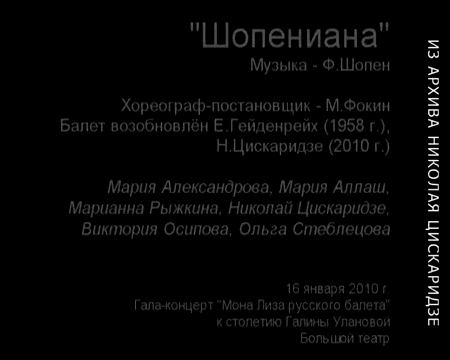 "Шопениана"
Музыка - Ф.Шопен
Хореограф-постановщик - М.Фокин
Балет возобновлён Е.Гейденрейх (1958 г.),
Н.Цискаридзе (2010 г.)
Мария Александрова, Мария Аллаш,
Марианна Рыжкина, Николай Цискаридзе,
Виктория Осипова, Ольга Стеблецова
16 января 2010 г.
Гала-концерт "Мона Лиза русского балета"
к столетию Галины Улановой
Большой театр
ИЗ АРХИВА НИКОЛАЯ ЦИСКАРИДЗЕ